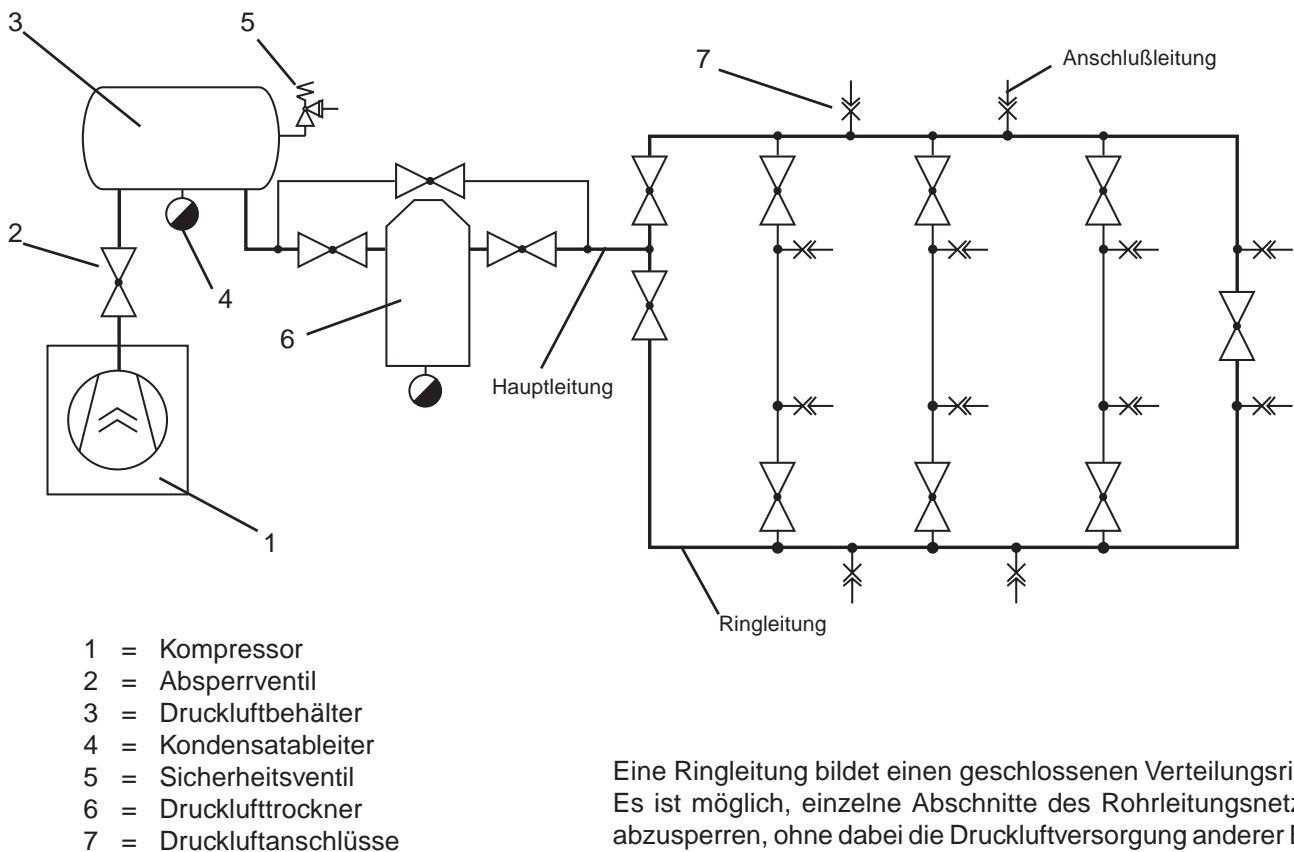 3
5
7
Anschlußleitung
2
4
6
Hauptleitung
1
Ringleitung
1 = Kompressor
2 = Absperrventil
3 = Druckluftbehälter
4 = Kondensatableiter
5 = Sicherheitsventil
6 = Drucklufttrockner
7 = Druckluftanschlüsse
Eine Ringleitung bildet einen geschlossenen
Es ist möglich, einzelne Abschnitte des
abzusperren, ohne dabei die Druckluftversorgung anderer